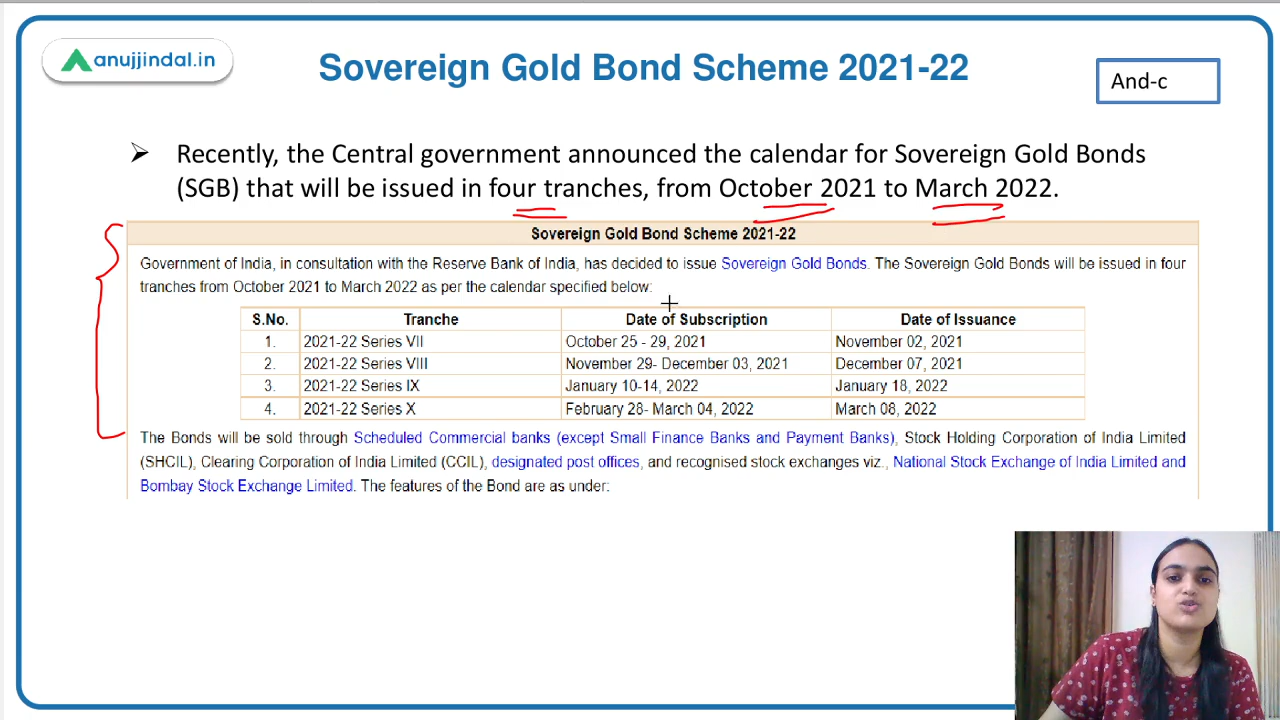 anujjindal.in
Sovereign Gold Bond Scheme 2021-22
And-c
Recently, the Central government announced the calendar for Sovereign Gold Bonds
(SGB) that will be issued in four tranches, from October 2021 to March 2022.
Sovereign Gold Bond Scheme 2021-22
Government of India, in consultation with the Reserve Bank of India, has decided to issue Sovereign Gold Bonds. The Sovereign Gold Bonds will be issued in four
tranches from October 2021 to March 2022 as per the calendar specified below:
S.No. Tranche Date of Subscription Date of Issuance
1. 2021-22 Series VII October 25 - 29, 2021 November 02, 2021
2. 2021-22 Series VIII November 29- December 03, 2021 December 07, 2021
3. 2021-22 Series IX January 10-14, 2022 January 18, 2022
4. 2021-22 Series X February 28- March 04, 2022 March 08, 2022
The Bonds will be sold through Scheduled Commercial banks (except Small Finance Banks and Payment Banks), Stock Holding Corporation of India Limited
(SHCIL), Clearing Corporation of India Limited (CCIL), designated post offices, and recognised stock exchanges viz., National Stock Exchange of India Limited and
Bombay Stock Exchange Limited. The features of the Bond are as under: